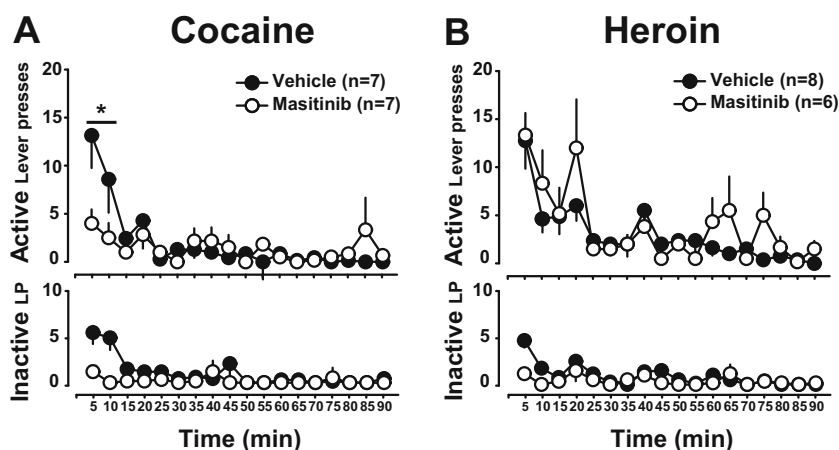 A Cocaine
20
15
10
5
0
Active Lever presses
*
Vehicle (n=7)
Masitinib (n=7)
10
5
0
Inactive LP
5 10 15 20 25 30 35 40 45 50 55 60 65 70 75 80 85 90
Time (min)
B Heroin
20
15
10
5
0
Active Lever presses
Vehicle (n=8)
Masitinib (n=6)
10
5
0
Inactive LP
5 10 15 20 25 30 35 40 45 50 55 60 65 70 75 80 85 90
Time (min)